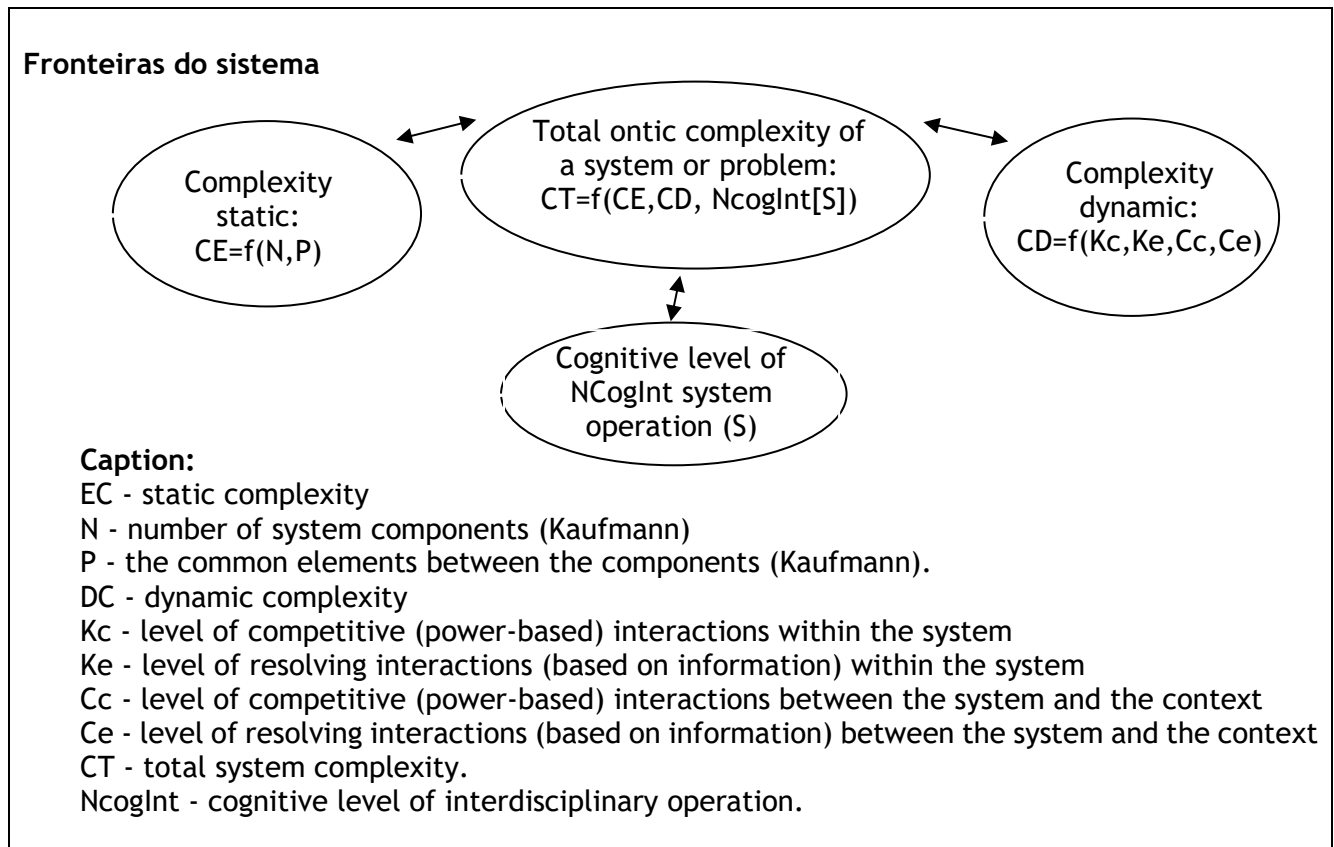 Fronteiras do sistema
Complexity
static:
CE=f(N,P)
Total ontic complexity of
a system or problem:
CT=f(CE,CD, NcogInt[S])
Complexity
dynamic:
CD=f(Kc,Ke,Cc,Ce)
Cognitive level of
NCogInt system
operation (S)
Caption:
EC - static complexity
N - number of system components (Kaufmann)
P - the common elements between the components (Kaufmann).
DC - dynamic complexity
Kc - level of competitive (power-based) interactions within the system
Ke - level of resolving interactions (based on information) within the system
Cc - level of competitive (power-based) interactions between the system and the context
Ce - level of resolving interactions (based on information) between the system and the context
CT - total system complexity.
NcogInt - cognitive level of interdisciplinary operation.